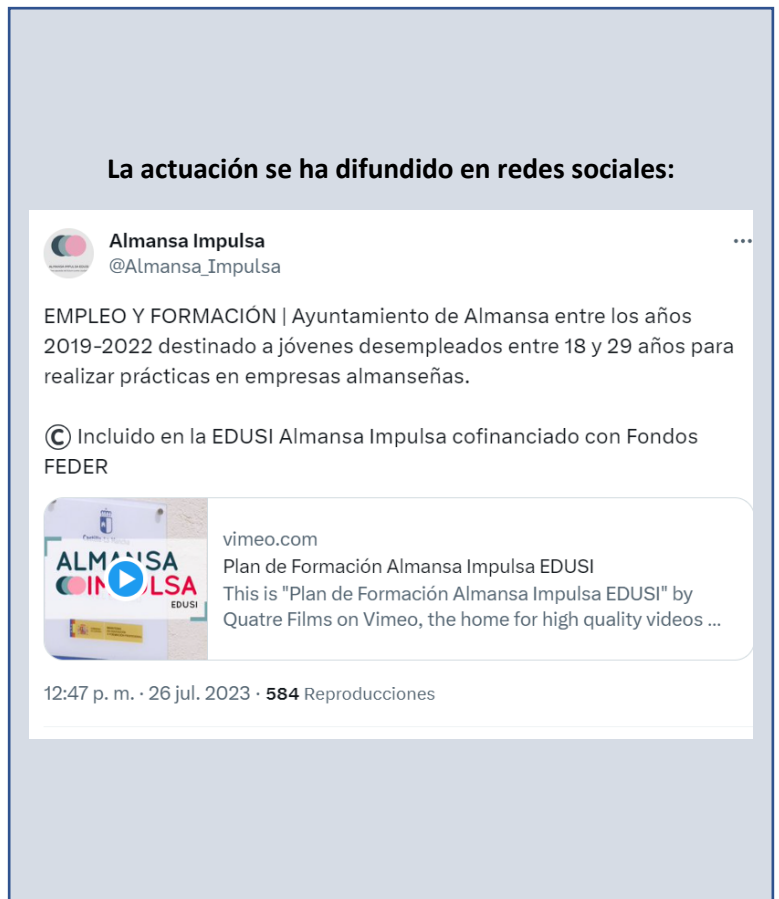 La actuación se ha difundido en redes sociales:
Almansa Impulsa
@Almansa_Impulsa
EMPLEO Y FORMACIÓN | Ayuntamiento de Almansa entre los años
2019-2022 destinado a jóvenes desempleados entre 18 y 29 años para
realizar prácticas en empresas almanseñas.
Ⓒ Incluido en la EDUSI Almansa Impulsa cofinanciado con Fondos
FEDER
ALMANSA
IMPULSA
EDUSI
vimeo.com
Plan de Formación Almansa Impulsa EDUSI
This is "Plan de Formación Almansa Impulsa EDUSI" by
Quatre Films on Vimeo, the home for high quality videos ...
12:47 p. m. · 26 jul. 2023 · 584 Reproducciones